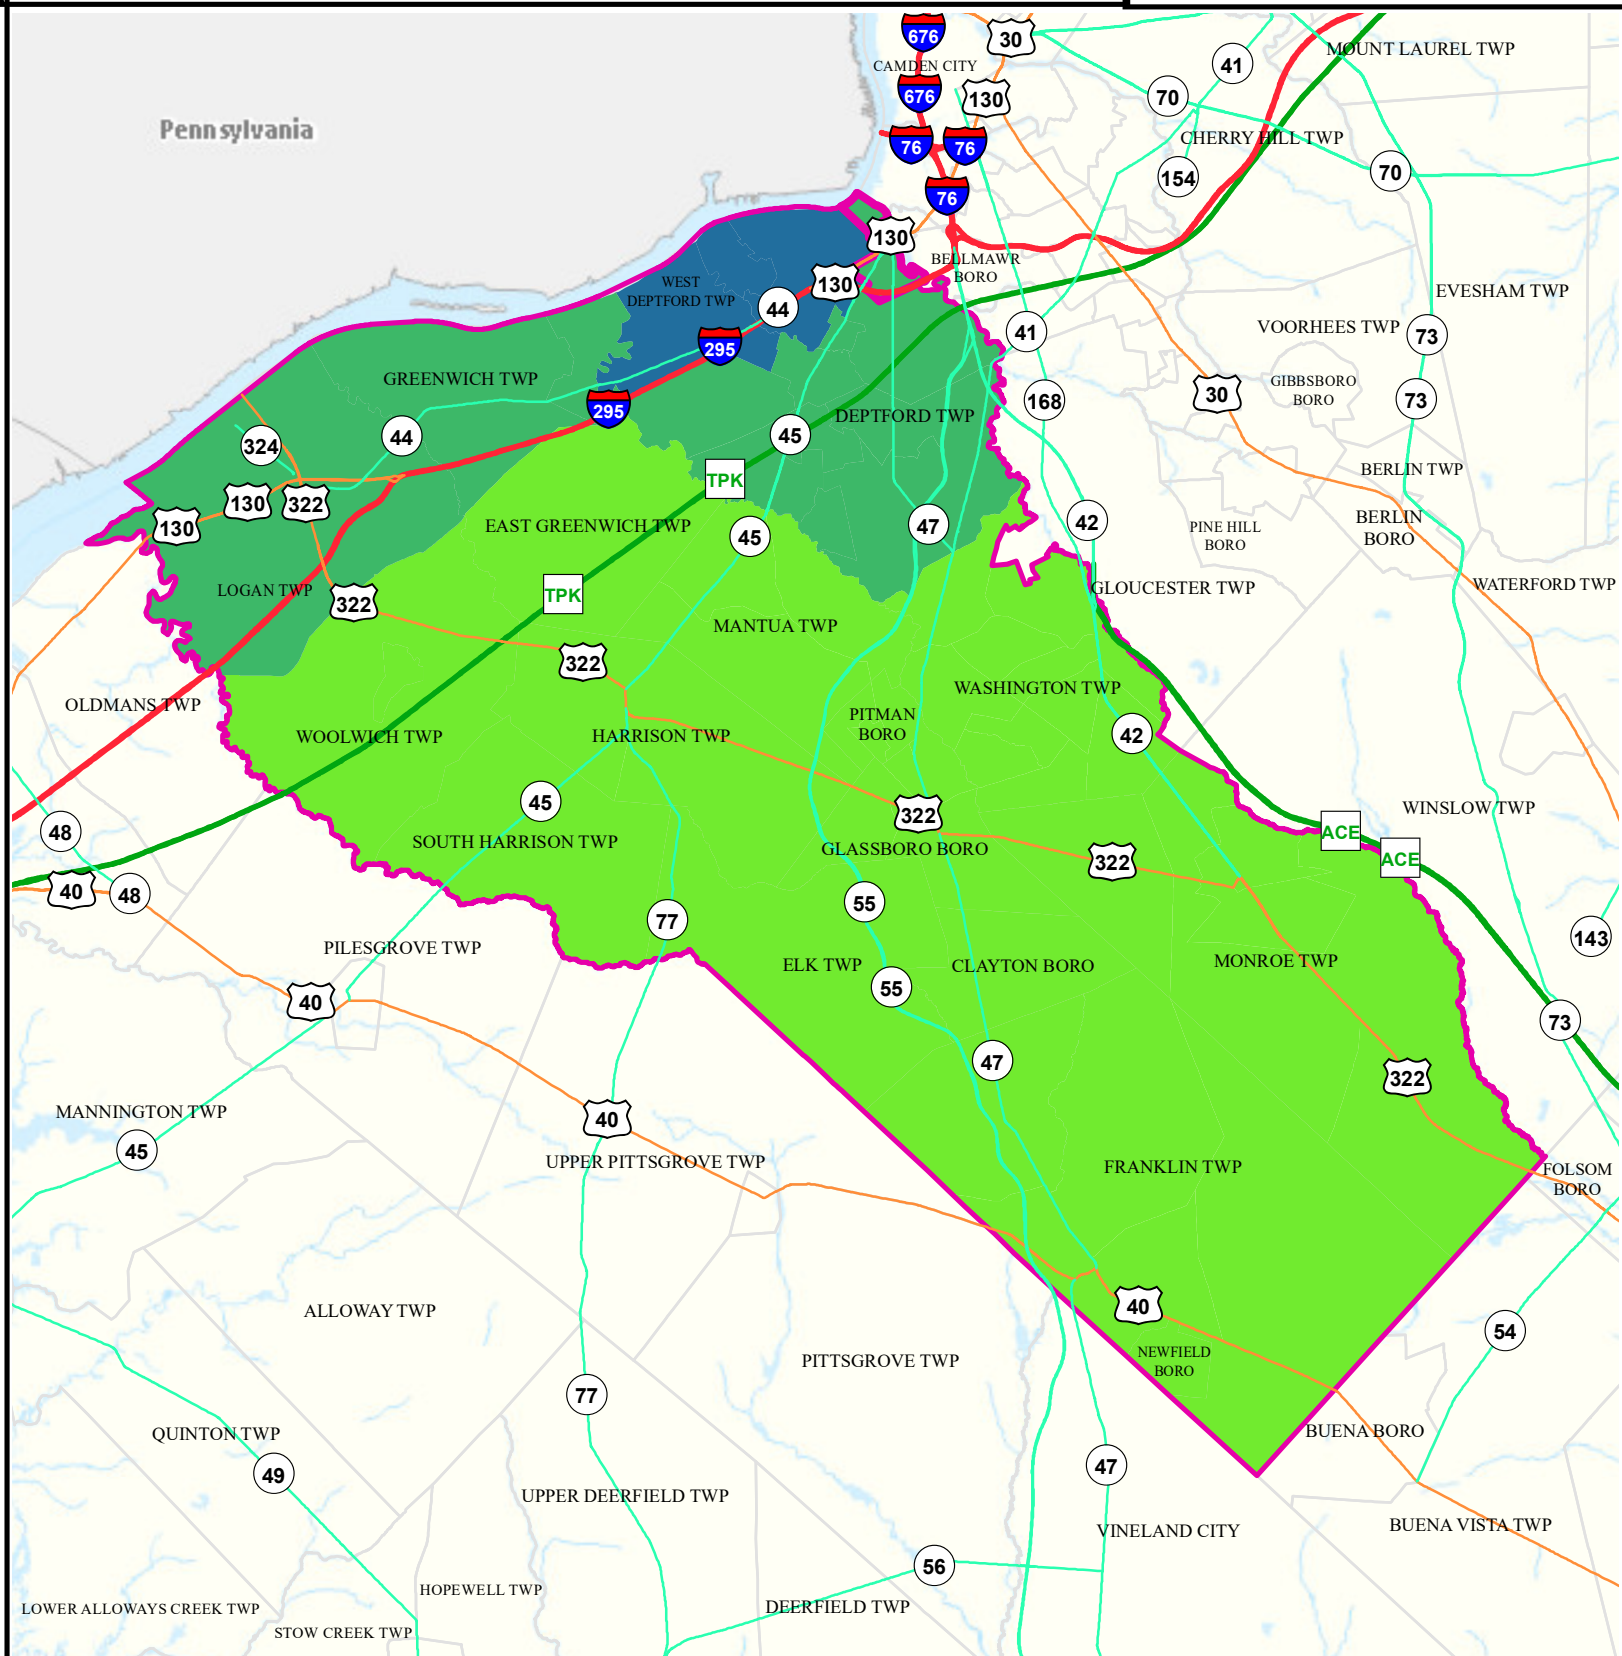 676
30
41
MOUNT LAUREL TWP
CAMDEN CITY
676
130
70
Pennsylvania
76
76
CHERRY HILL TWP
154
70
76
130
BELLMAWR
BORO
WEST
DEPTFORD TWP
130
44
EVESHAM TWP
41
VOORHEES TWP
73
295
GREENWICH TWP
GIBBSBORO
BORO
30
73
168
295
DEPTFORD TWP
324
44
45
BERLIN TWP
TPK
130
322
130
EAST GREENWICH TWP
45
47
42
PINE HILL
BORO
BERLIN
BORO
LOGAN TWP
322
TPK
GLOUCESTER TWP
WATERFORD TWP
MANTUA TWP
322
WASHINGTON TWP
OLDMANS TWP
PITMAN
BORO
WOOLWICH TWP
HARRISON TWP
42
45
322
WINSLOW TWP
48
SOUTH HARRISON TWP
GLASSBORO BORO
322
ACE
ACE
40
48
55
77
143
PILESGROVE TWP
ELK TWP
CLAYTON BORO
MONROE TWP
55
40
73
47
322
MANNINGTON TWP
40
45
UPPER PITTSGROVE TWP
FRANKLIN TWP
FOLSOM
BORO
ALLOWAY TWP
40
54
PITTSGROVE TWP
NEWFIELD
BORO
77
QUINTON TWP
BUENA BORO
49
47
UPPER DEERFIELD TWP
VINELAND CITY
BUENA VISTA TWP
56
HOPEWELL TWP
LOWER ALLOWAYS CREEK TWP
DEERFIELD TWP
STOW CREEK TWP